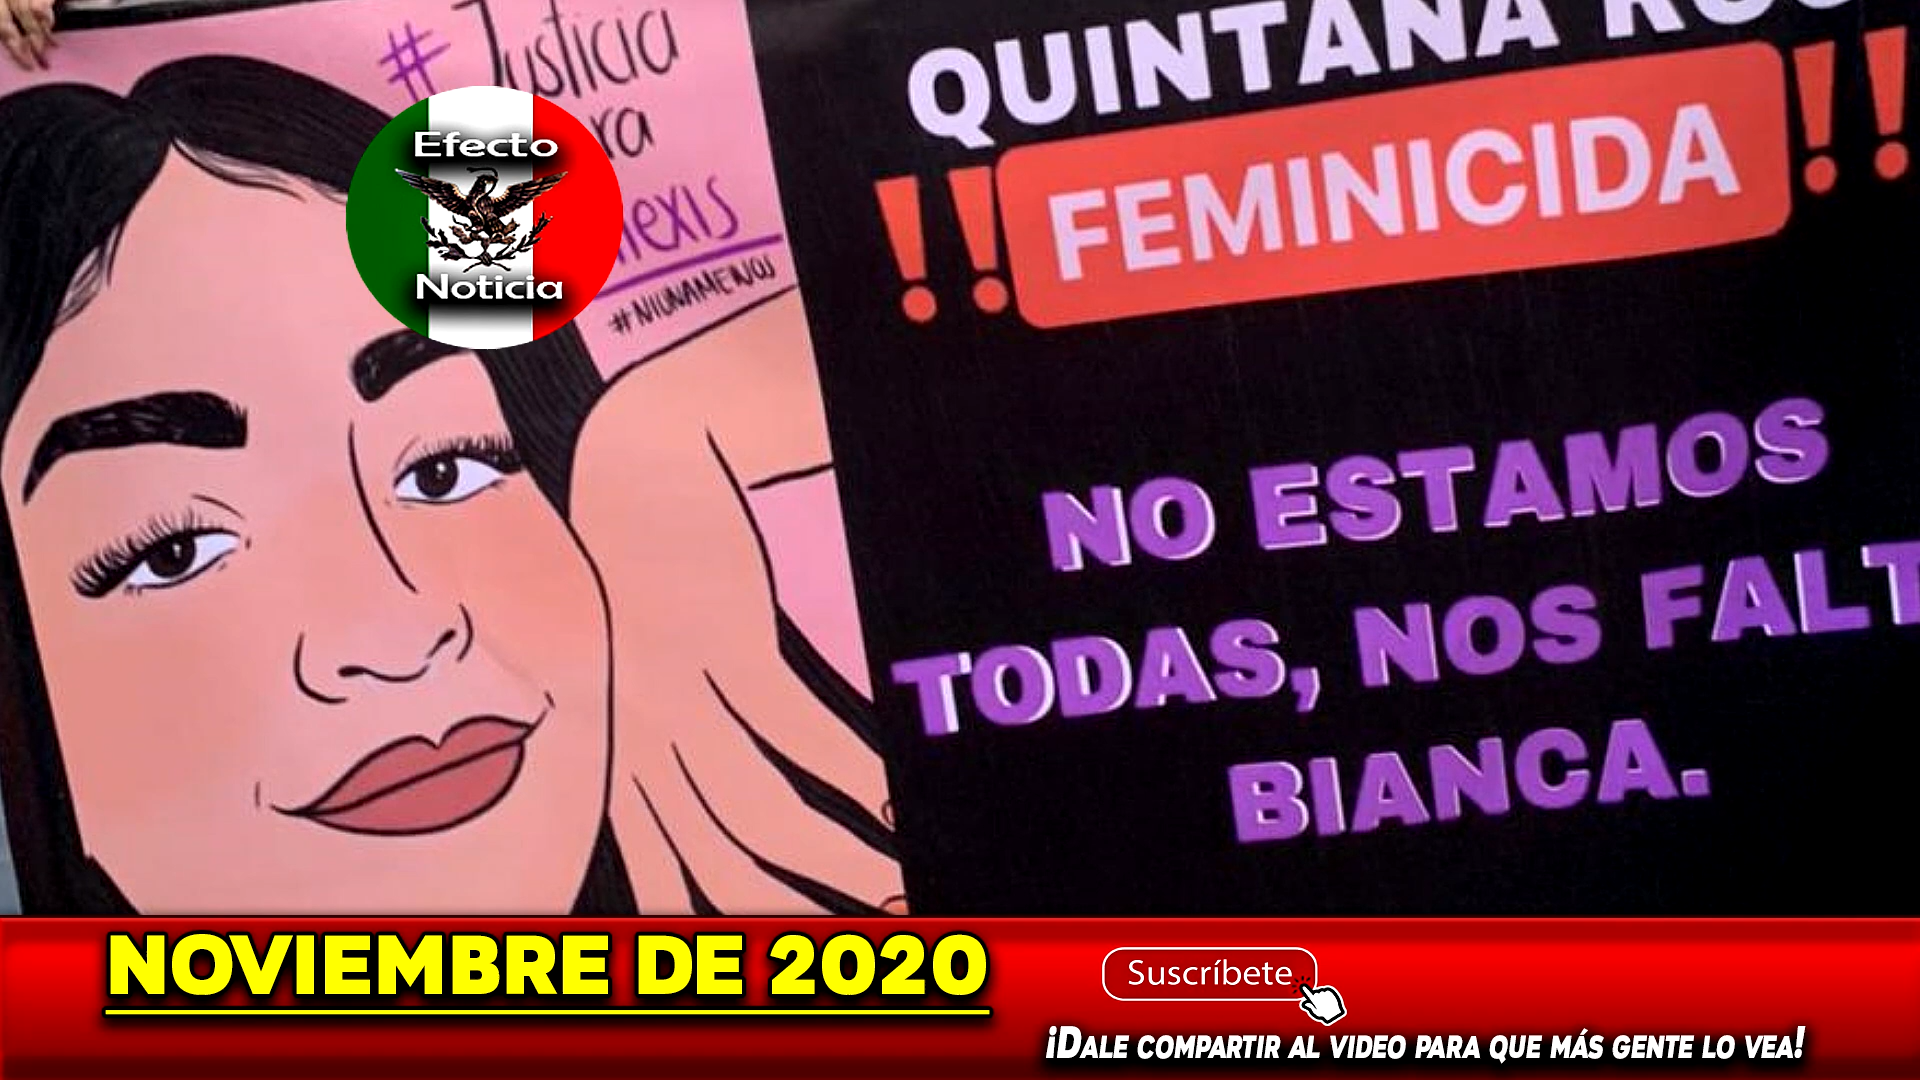 #Justicia
Efecto
Noticia
#NIUNAMENOS
QUINTANA
!! FEMINICIDA !!
NO ESTAMOS
TODAS, NOS FALT
BIANCA.
NOVIEMBRE DE 2020
Suscríbete
¡DALE COMPARTIR AL VIDEO PARA QUE MÁS GENTE LO VEA!